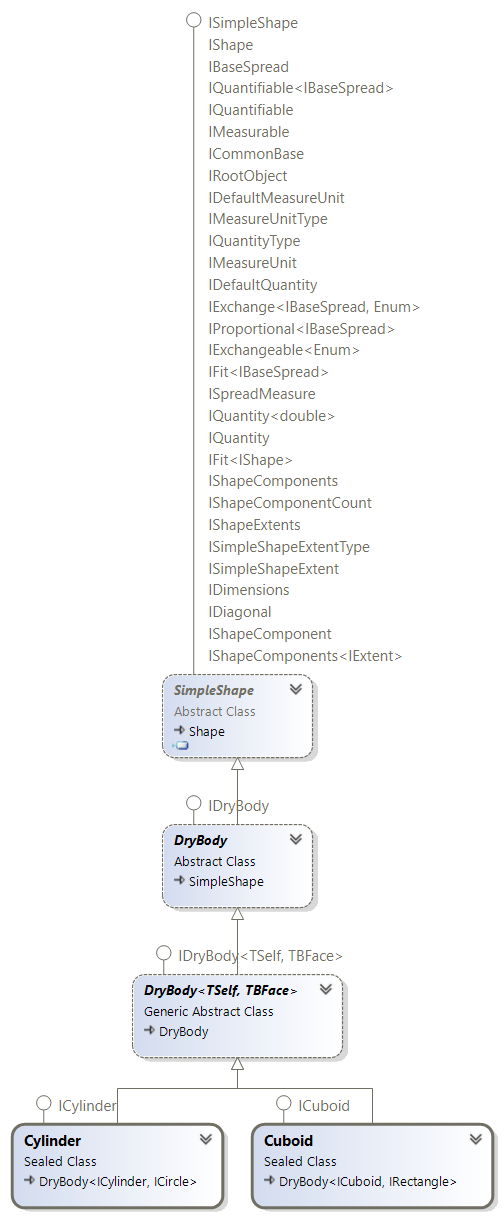 ISimpleShape
IShape
IBaseSpread
IQuantifiable<IBaseSpread>
IQuantifiable
IMeasurable
ICommonBase
IRootObject
IDefaultMeasureUnit
IMeasureUnitType
IQuantityType
IMeasureUnit
IDefaultQuantity
IExchange<IBaseSpread, Enum>
IProportional<IBaseSpread>
IExchangeable<Enum>
IFit<IBaseSpread>
ISpreadMeasure
IQuantity<double>
IQuantity
IFit<IShape>
IShapeComponents
IShapeComponentCount
IShapeExtents
ISimpleShapeExtentType
ISimpleShapeExtent
IDimensions
IDiagonal
IShapeComponent
IShapeComponents<IExtent>
SimpleShape
Abstract Class
Shape
IDryBody
DryBody
Abstract Class
SimpleShape
IDryBody<TSelf, TBFace>
DryBody<TSelf, TBFace>
Generic Abstract Class
DryBody
ICylinder
Cylinder
Sealed Class
DryBody<ICylinder, ICircle>
ICuboid
Cuboid
Sealed Class
DryBody<ICuboid, IRectangle>